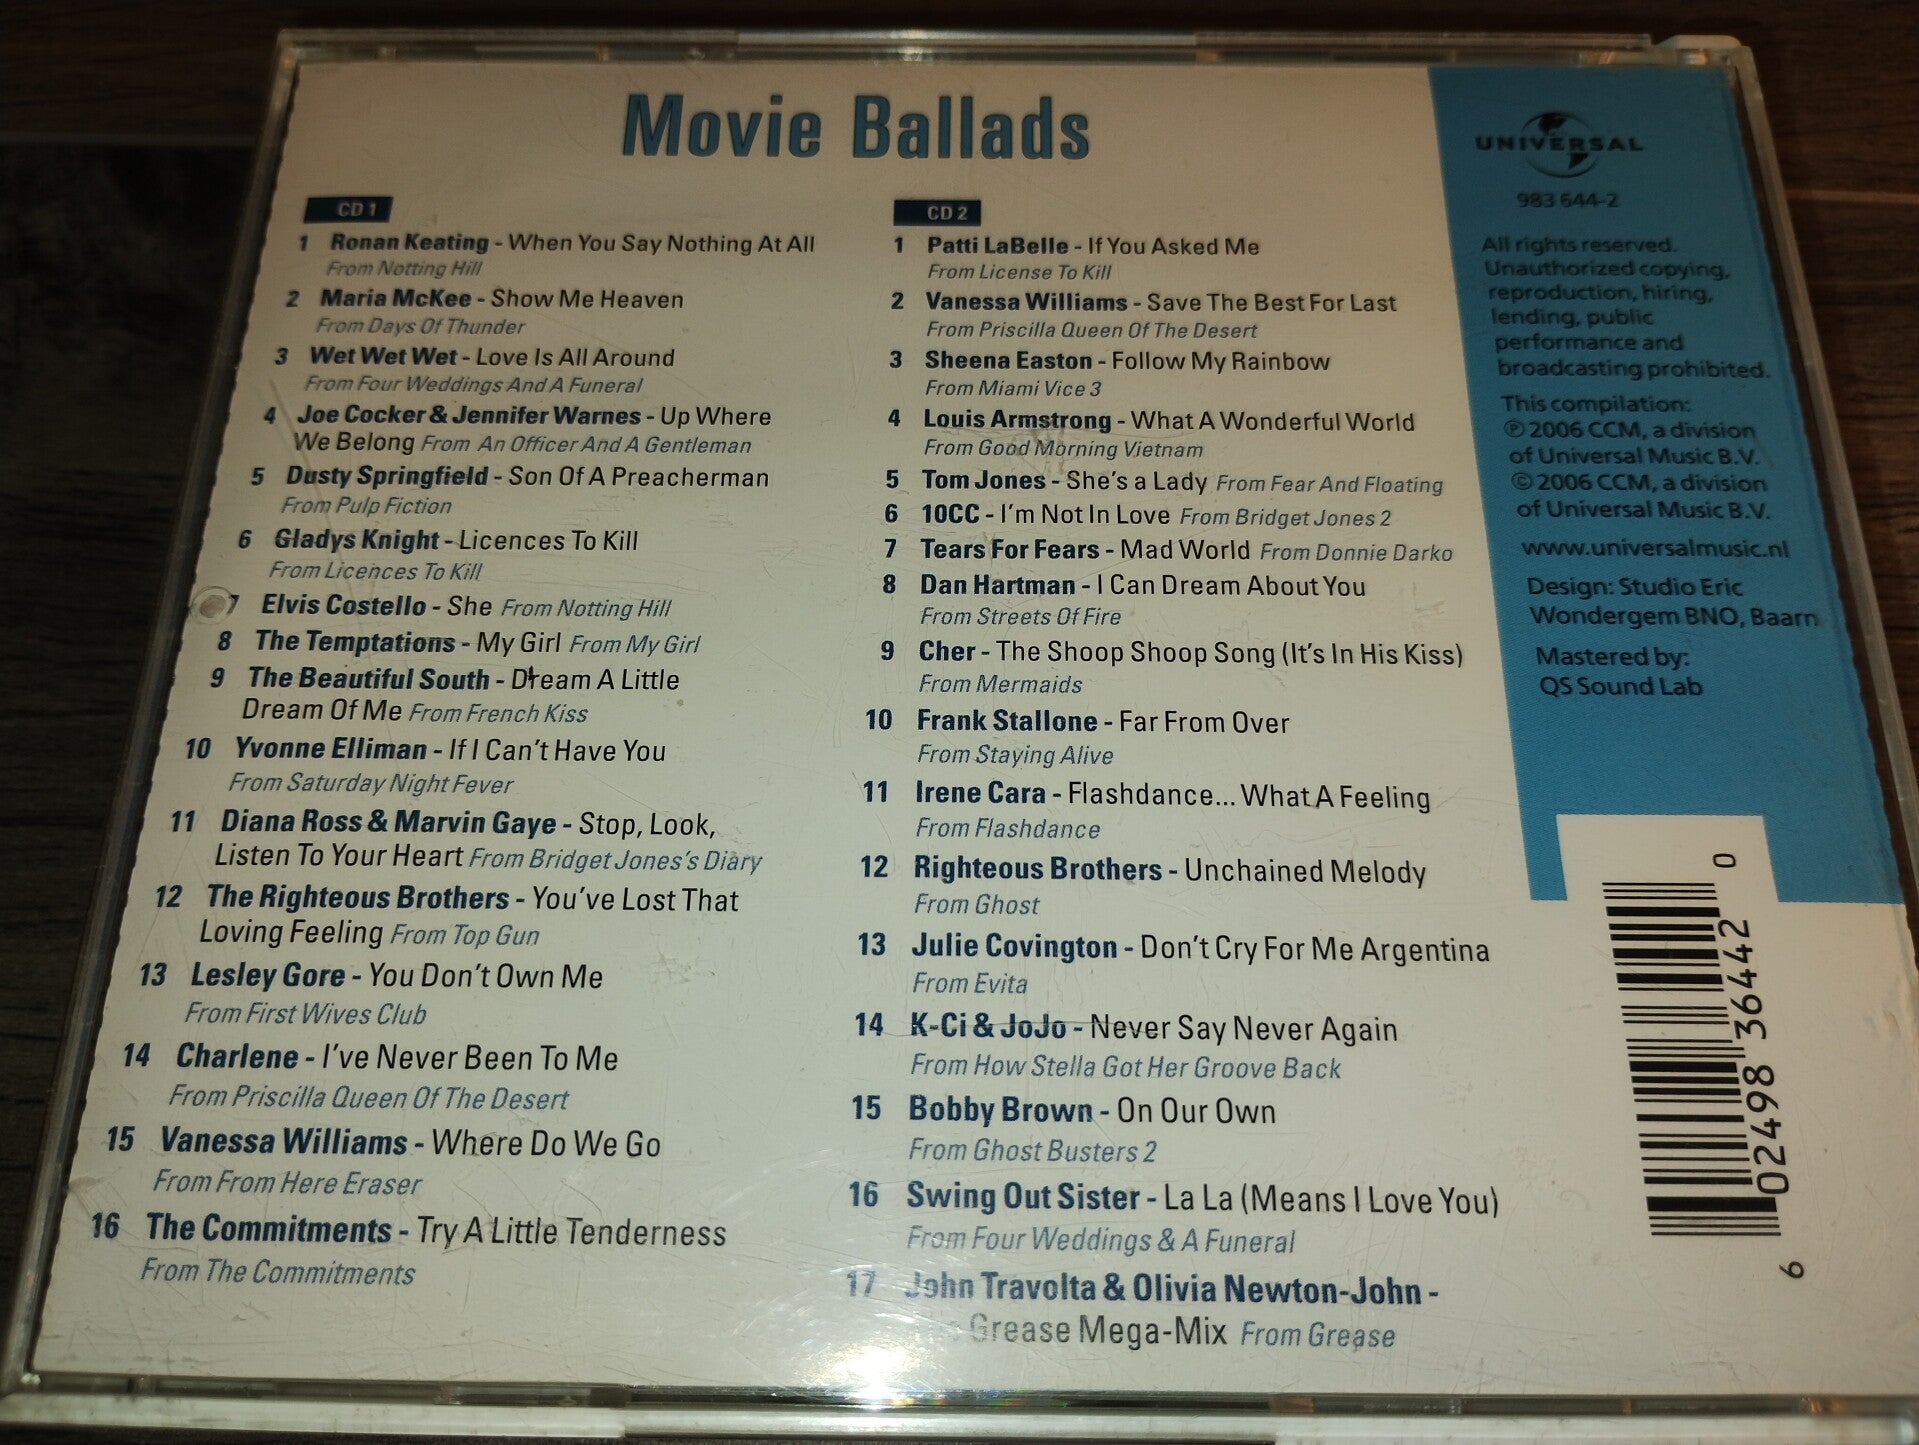 Movie Ballads
CD 1
1 Ronan Keating - When You Say Nothing At All
From Notting Hill
2 Maria McKee - Show Me Heaven
From Days Of Thunder
3 Wet Wet Wet - Love Is All Around
From Four Weddings And A Funeral
4 Joe Cocker & Jennifer Warnes - Up Where
We Belong From An Officer And A Gentleman
5 Dusty Springfield - Son Of A Preacherman
From Pulp Fiction
6 Gladys Knight - Licences To Kill
From Licences To Kill
7 Elvis Costello - She From Notting Hill
8 The Temptations - My Girl From My Girl
9 The Beautiful South - Dream A Little
Dream Of Me From French Kiss
10 Yvonne Elliman - If I Can't Have You
From Saturday Night Fever
11 Diana Ross & Marvin Gaye - Stop, Look,
Listen To Your Heart From Bridget Jones's Diary
12 The Righteous Brothers - You've Lost That
Loving Feeling From Top Gun
13 Lesley Gore - You Don't Own Me
From First Wives Club
14 Charlene - I've Never Been To Me
From Priscilla Queen Of The Desert
15 Vanessa Williams - Where Do We Go
From From Here Eraser
16 The Commitments - Try A Little Tenderness
From The Commitments
CD 2
1 Patti LaBelle - If You Asked Me
From License To Kill
2 Vanessa Williams - Save The Best For Last
From Priscilla Queen Of The Desert
3 Sheena Easton - Follow My Rainbow
From Miami Vice 3
4 Louis Armstrong - What A Wonderful World
From Good Morning Vietnam
5 Tom Jones - She's a Lady From Fear And Floating
6 10CC - I'm Not In Love From Bridget Jones 2
7 Tears For Fears - Mad World From Donnie Darko
8 Dan Hartman - I Can Dream About You
From Streets Of Fire
9 Cher - The Shoop Shoop Song (It's In His Kiss)
From Mermaids
10 Frank Stallone - Far From Over
From Staying Alive
11 Irene Cara - Flashdance... What A Feeling
From Flashdance
12 Righteous Brothers - Unchained Melody
From Ghost
13 Julie Covington - Don't Cry For Me Argentina
From Evita
14 K-Ci & JoJo - Never Say Never Again
From How Stella Got Her Groove Back
15 Bobby Brown - On Our Own
From Ghost Busters 2
16 Swing Out Sister - La La (Means I Love You)
From Four Weddings & A Funeral
17 John Travolta & Olivia Newton-John -
Grease Mega-Mix From Grease
UNIVERSAL
983 644-2
All rights reserved.
Unauthorized copying,
reproduction, hiring,
lending, public
performance and
broadcasting prohibited.
This compilation:
℗ 2006 CCM, a division
of Universal Music B.V.
© 2006 CCM, a division
of Universal Music B.V.
www.universalmusic.nl
Design: Studio Eric
Wondergem BNO, Baarn
Mastered by:
QS Sound Lab
0 02498 36442 6